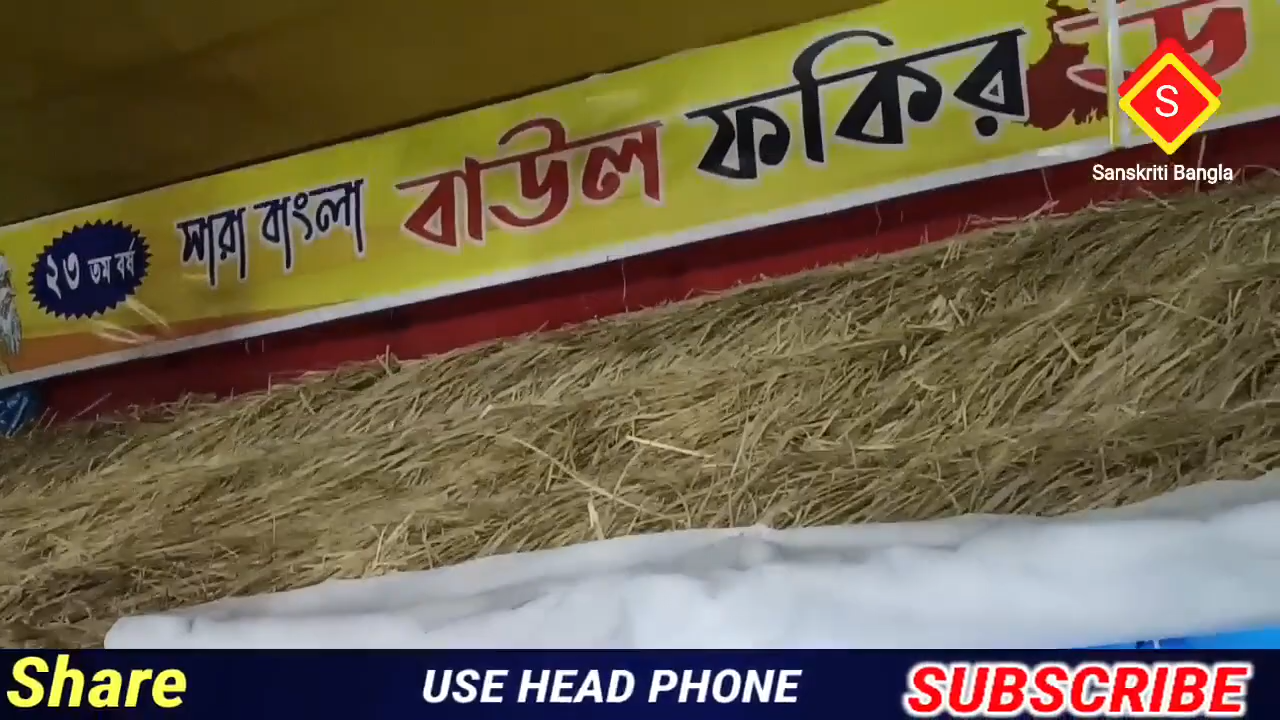 ২৩ তম বর্ষ
সারা বাংলা বাউল ফকির
S
Sanskriti Bangla
Share USE HEAD PHONE SUBSCRIBE